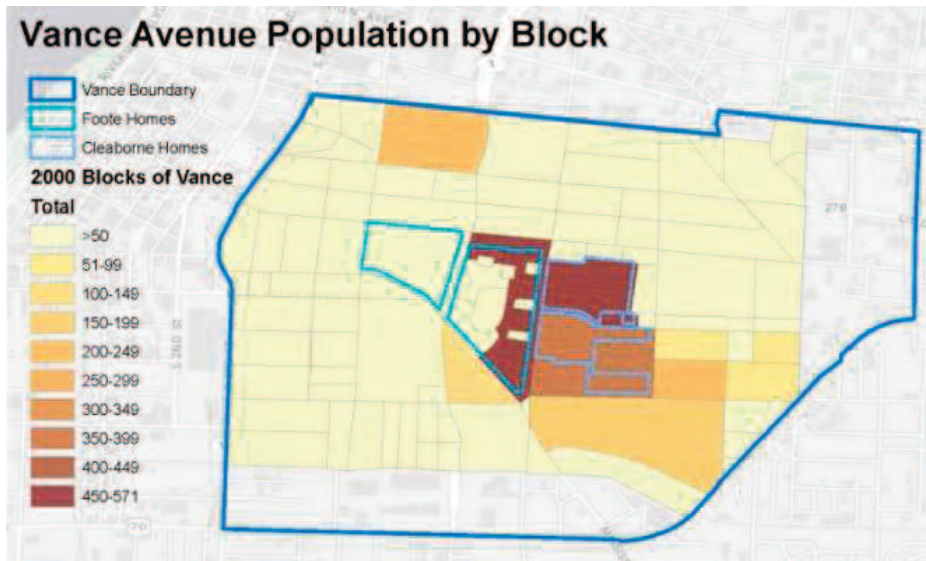 Vance Avenue Population by Block
Vance Boundary
Foote Homes
Cleaborne Homes
2000 Blocks of Vance
Total
>50
51-99
100-149
150-199
200-249
250-299
300-349
350-399
400-449
450-571
278